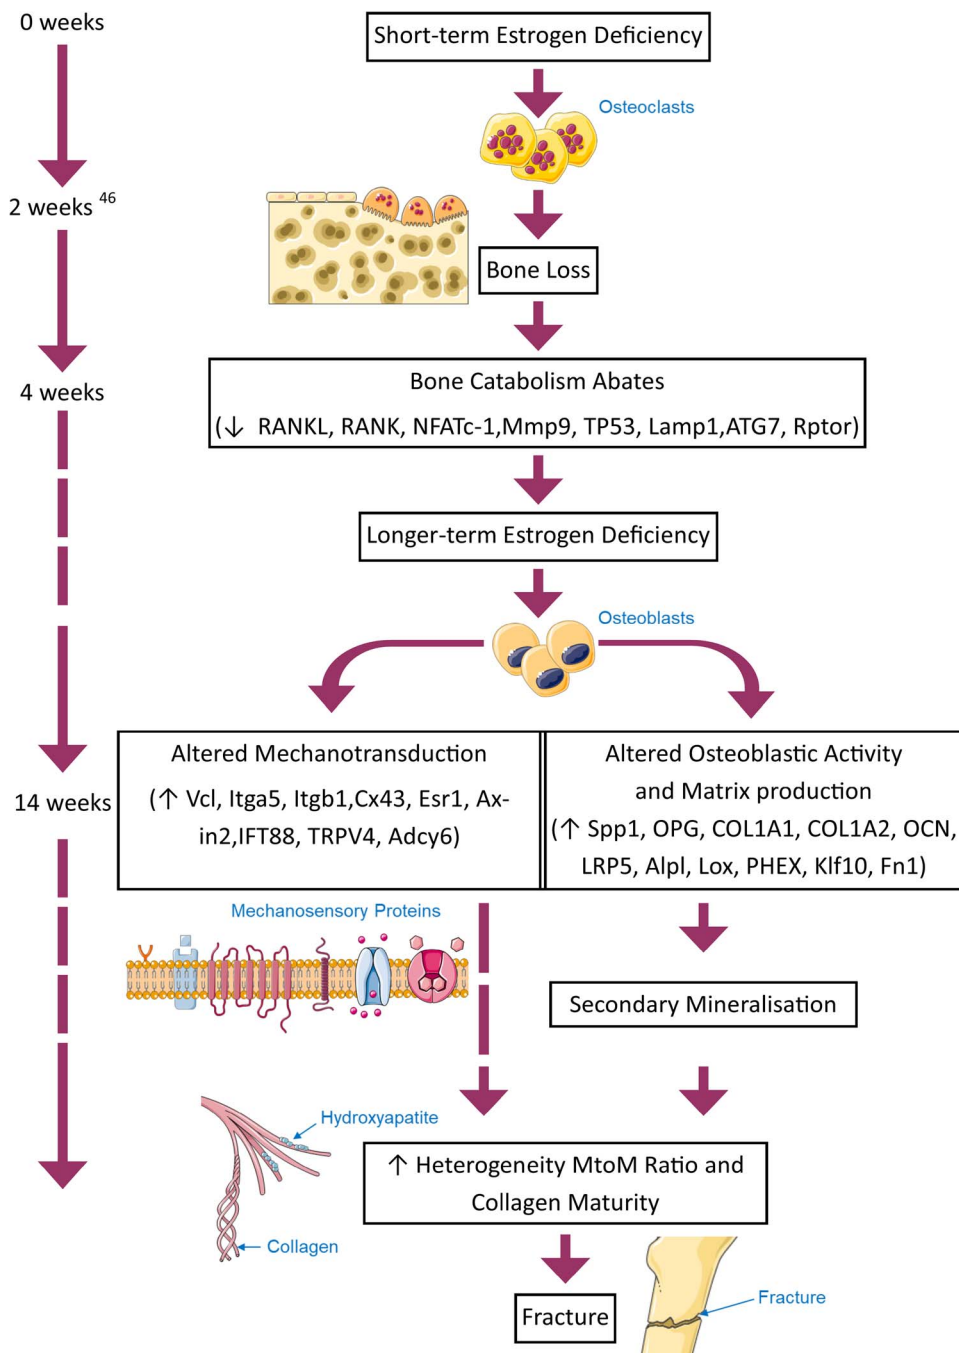 0 weeks
Short-term Estrogen Deficiency
Osteoclasts
2 weeks 46
Bone Loss
4 weeks
Bone Catabolism Abates
(↓ RANKL, RANK, NFATc-1,Mmp9, TP53, Lamp1,ATG7, Rptor)
Longer-term Estrogen Deficiency
Osteoblasts
14 weeks
Altered Mechanotransduction
(↑ Vcl, Itga5, Itgb1,Cx43, Esr1, Ax-
in2,IFT88, TRPV4, Adcy6)
Altered Osteoblastic Activity
and Matrix production
(↑ Spp1, OPG, COL1A1, COL1A2, OCN,
LRP5, Alpl, Lox, PHEX, Klf10, Fn1)
Mechanosensory Proteins
Secondary Mineralisation
Hydroxyapatite
Collagen
↑ Heterogeneity MtoM Ratio and
Collagen Maturity
Fracture
Fracture